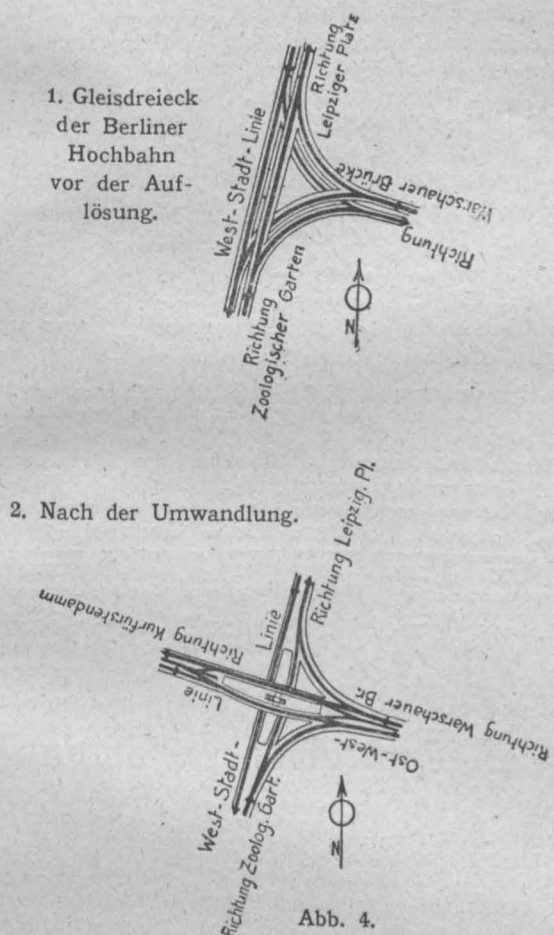 1. Gleisdreieck
der Berliner
Hochbahn
vor der Auf-
lösung.
West-Stadt-Linie
Richtung
Leipziger Platz
Warschauer Brücke
Richtung
Richtung
Zoologischer Garten
N
2. Nach der Umwandlung.
Richtung Leipzig. Pl.
Richtung Kurfürstendamm
Linie
Linie
Richtung Warschauer Br.
Ost-West-
West-Stadt-
Richtung Zoolog. Gart.
N
Abb. 4.